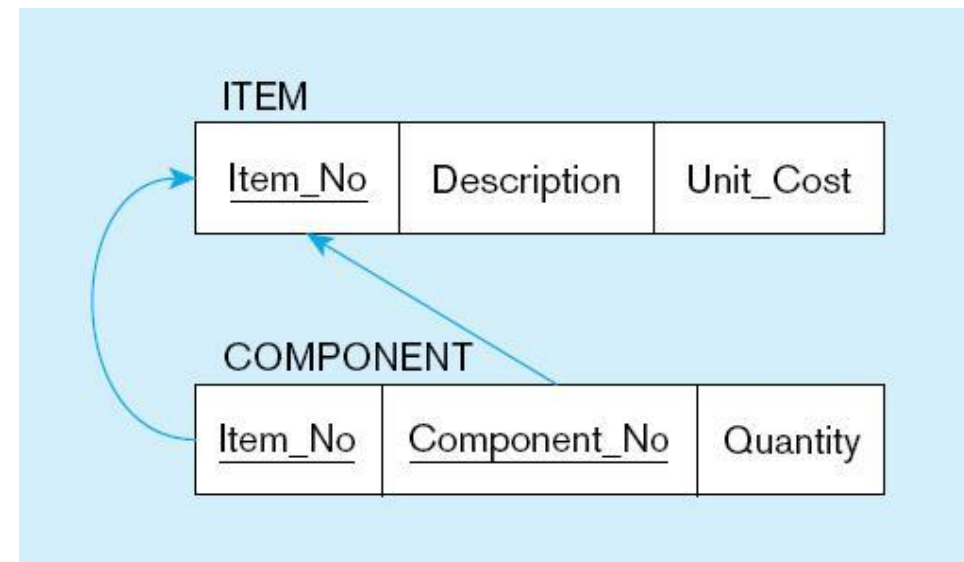 ITEM
Item_No Description Unit_Cost
COMPONENT
Item_No Component_No Quantity